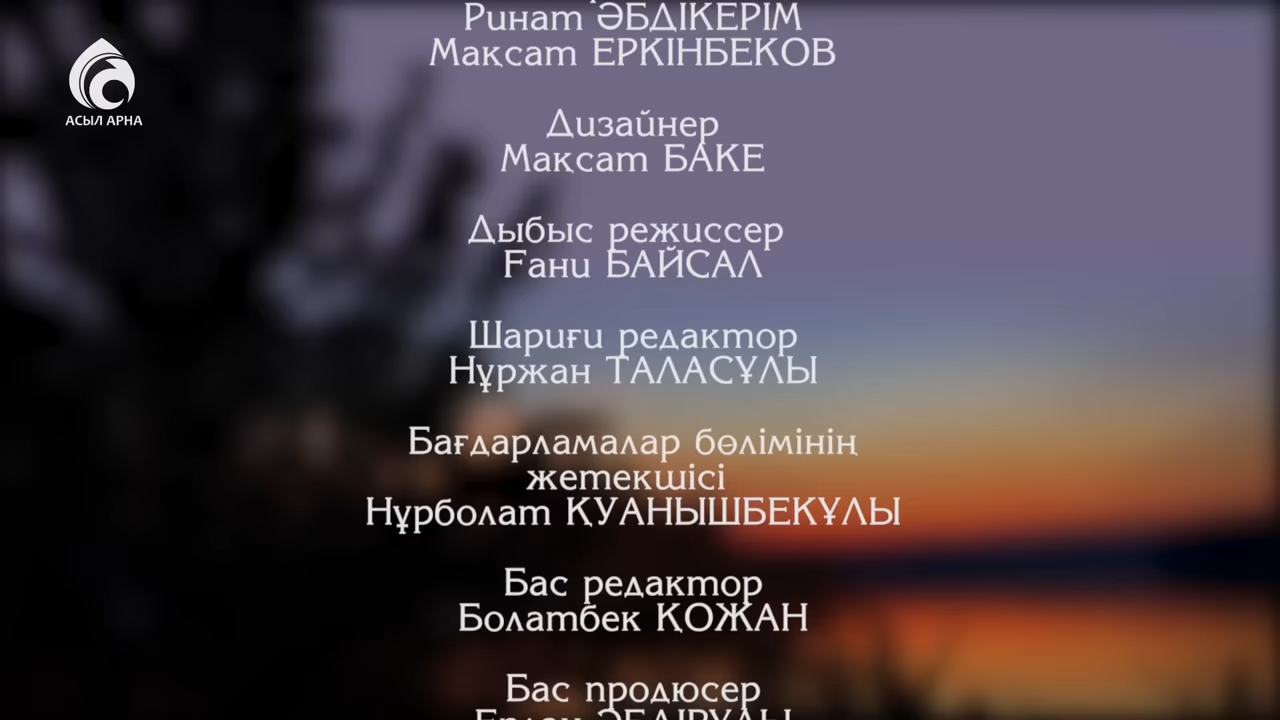 Ринат ӘБДІКЕРІМ
Мақсат ЕРКІНБЕКОВ
АСЫЛ АРНА
Дизайнер
Мақсат БАКЕ
Дыбыс режиссер
Ғани БАЙСАЛ
Шариғи редактор
Нұржан ТАЛАСҰЛЫ
Бағдарламалар бөлімінің
жетекшісі
Нұрболат ҚУАНЫШБЕКҰЛЫ
Бас редактор
Болатбек ҚОЖАН
Бас продюсер